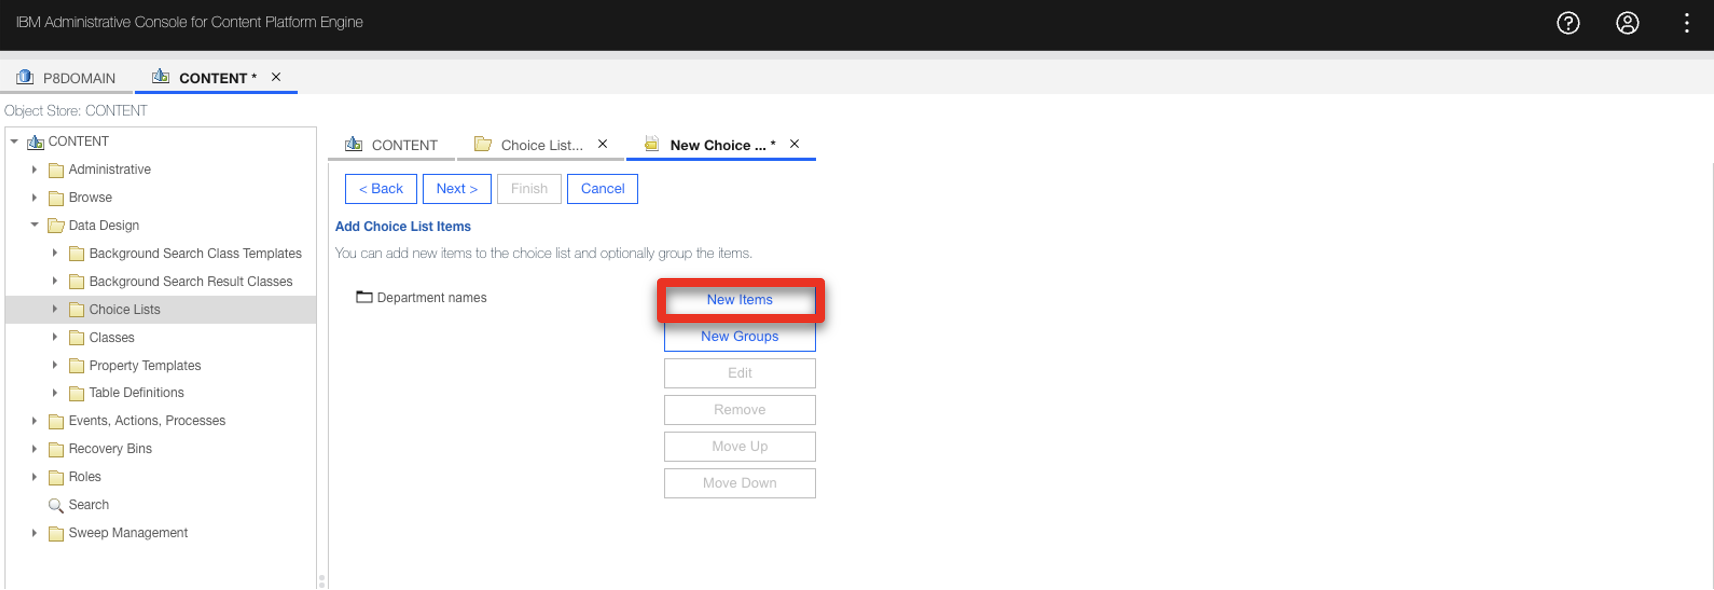 IBM Administrative Console for Content Platform Engine
P8DOMAIN
CONTENT *
Object Store: CONTENT
CONTENT
Administrative
Browse
Data Design
Background Search Class Templates
Background Search Result Classes
Choice Lists
Classes
Property Templates
Table Definitions
Events, Actions, Processes
Recovery Bins
Roles
Search
Sweep Management
CONTENT
Choice List...
New Choice ... *
< Back
Next >
Finish
Cancel
Add Choice List Items
You can add new items to the choice list and optionally group the items.
Department names
New Items
New Groups
Edit
Remove
Move Up
Move Down